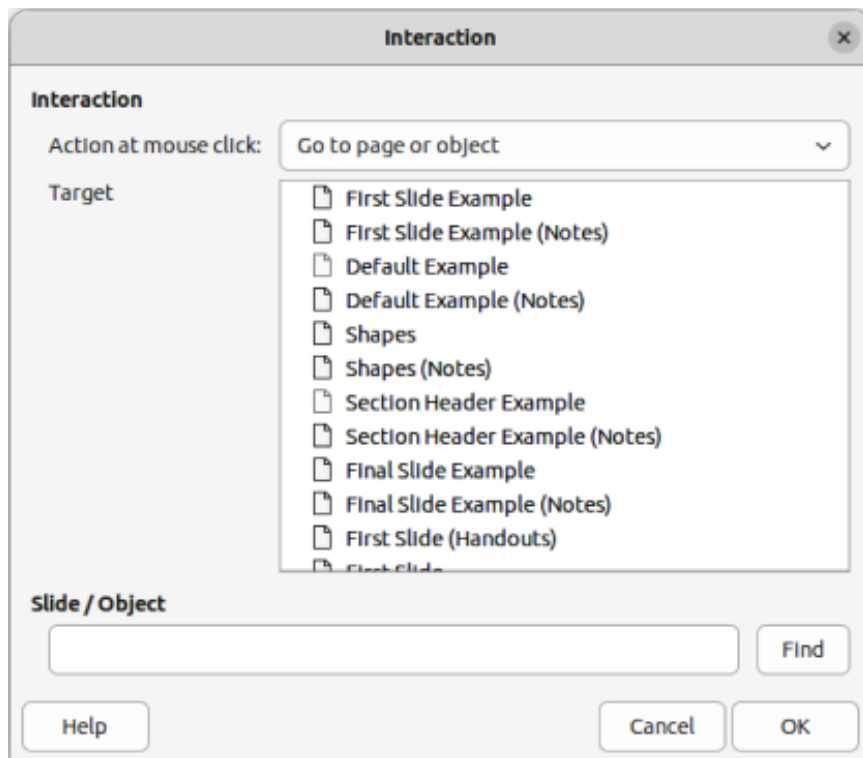 Interaction
Interaction
Action at mouse click: Go to page or object
Target
First Slide Example
First Slide Example (Notes)
Default Example
Default Example (Notes)
Shapes
Shapes (Notes)
Section Header Example
Section Header Example (Notes)
Final Slide Example
Final Slide Example (Notes)
First Slide (Handouts)
First Slide
Slide / Object
Find
Help Cancel OK